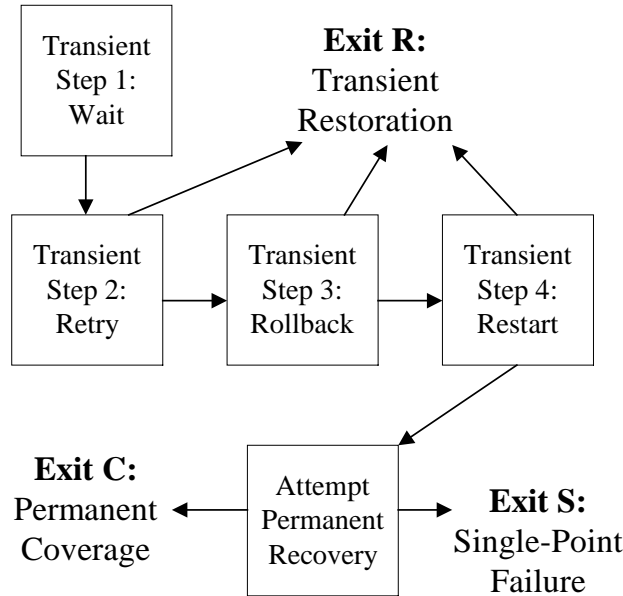 Transient
Step 1:
Wait
Exit R:
Transient
Restoration
Transient
Step 2:
Retry
Transient
Step 3:
Rollback
Transient
Step 4:
Restart
Exit C:
Permanent
Coverage
Attempt
Permanent
Recovery
Exit S:
Single-Point
Failure